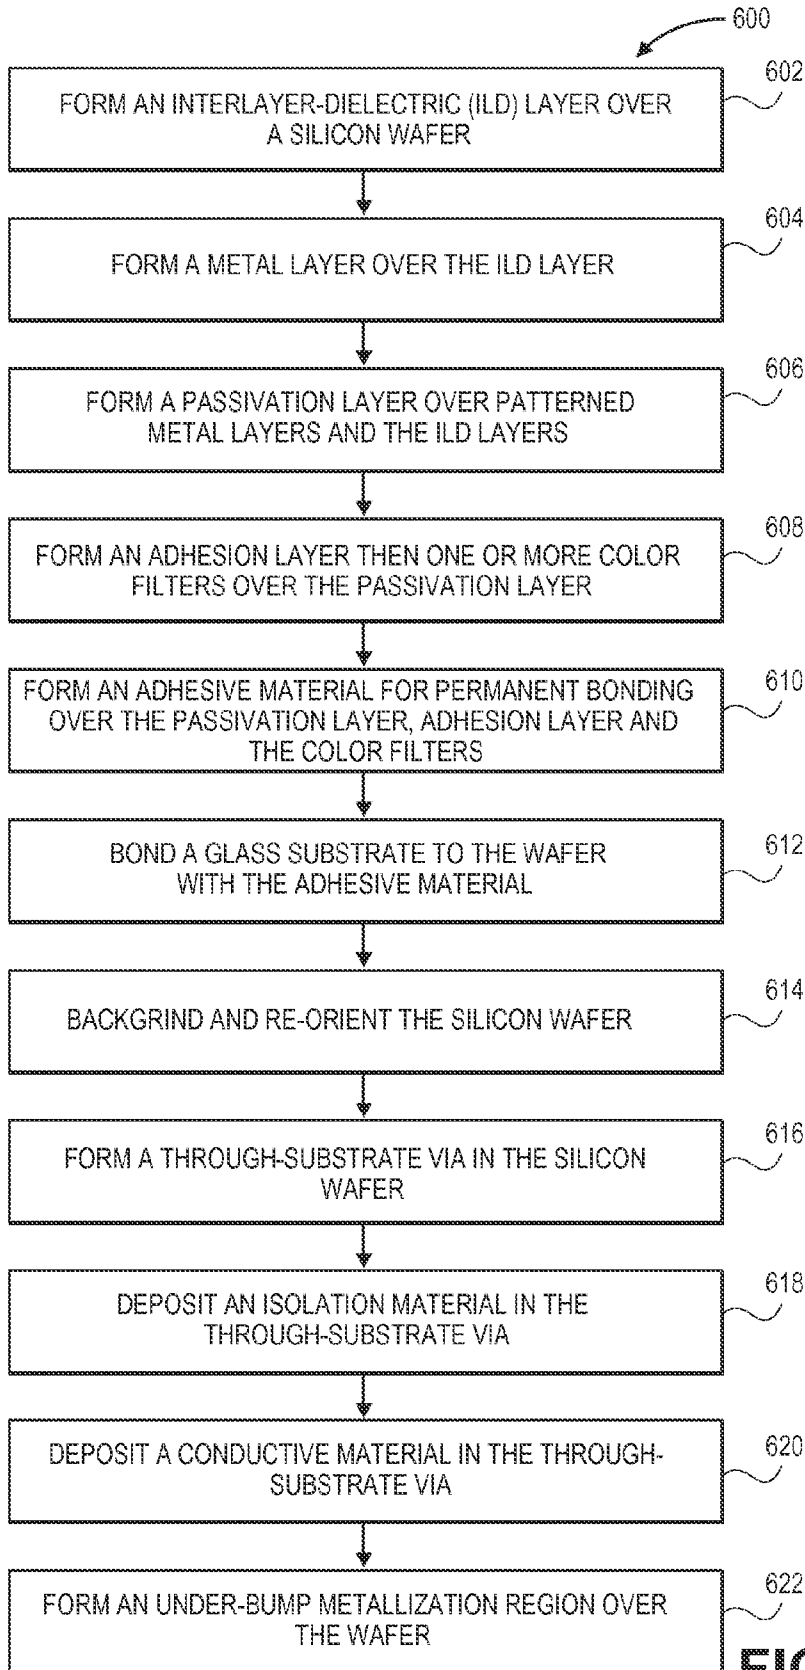 600
602
FORM AN INTERLAYER-DIELECTRIC (ILD) LAYER OVER
A SILICON WAFER
604
FORM A METAL LAYER OVER THE ILD LAYER
606
FORM A PASSIVATION LAYER OVER PATTERNED
METAL LAYERS AND THE ILD LAYERS
608
FORM AN ADHESION LAYER THEN ONE OR MORE COLOR
FILTERS OVER THE PASSIVATION LAYER
610
FORM AN ADHESIVE MATERIAL FOR PERMANENT BONDING
OVER THE PASSIVATION LAYER, ADHESION LAYER AND
THE COLOR FILTERS
612
BOND A GLASS SUBSTRATE TO THE WAFER
WITH THE ADHESIVE MATERIAL
614
BACKGRIND AND RE-ORIENT THE SILICON WAFER
616
FORM A THROUGH-SUBSTRATE VIA IN THE SILICON
WAFER
618
DEPOSIT AN ISOLATION MATERIAL IN THE
THROUGH-SUBSTRATE VIA
620
DEPOSIT A CONDUCTIVE MATERIAL IN THE THROUGH-
SUBSTRATE VIA
622
FORM AN UNDER-BUMP METALLIZATION REGION OVER
THE WAFER